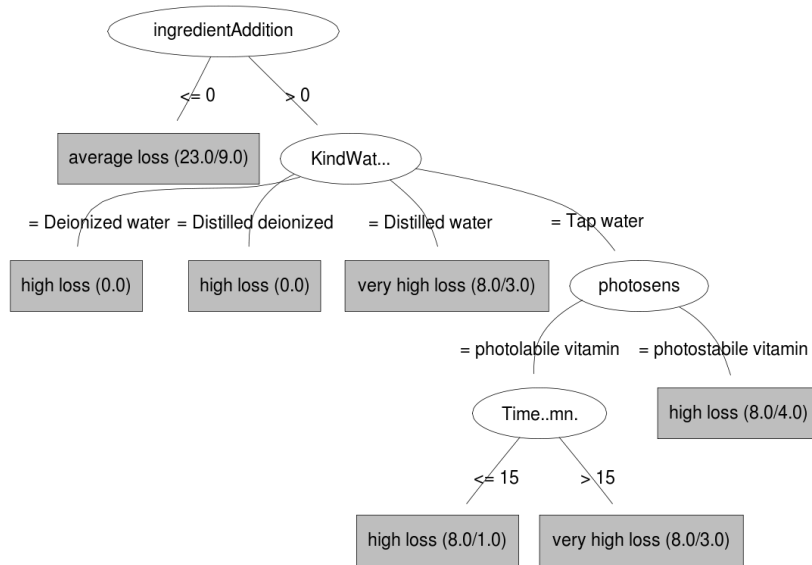 ingredientAddition
<= 0
> 0
average loss (23.0/9.0)
KindWat...
= Deionized water
= Distilled deionized
= Distilled water
= Tap water
high loss (0.0)
high loss (0.0)
very high loss (8.0/3.0)
photosens
= photolabile vitamin
= photostabile vitamin
Time..mn.
high loss (8.0/4.0)
<= 15
> 15
high loss (8.0/1.0)
very high loss (8.0/3.0)